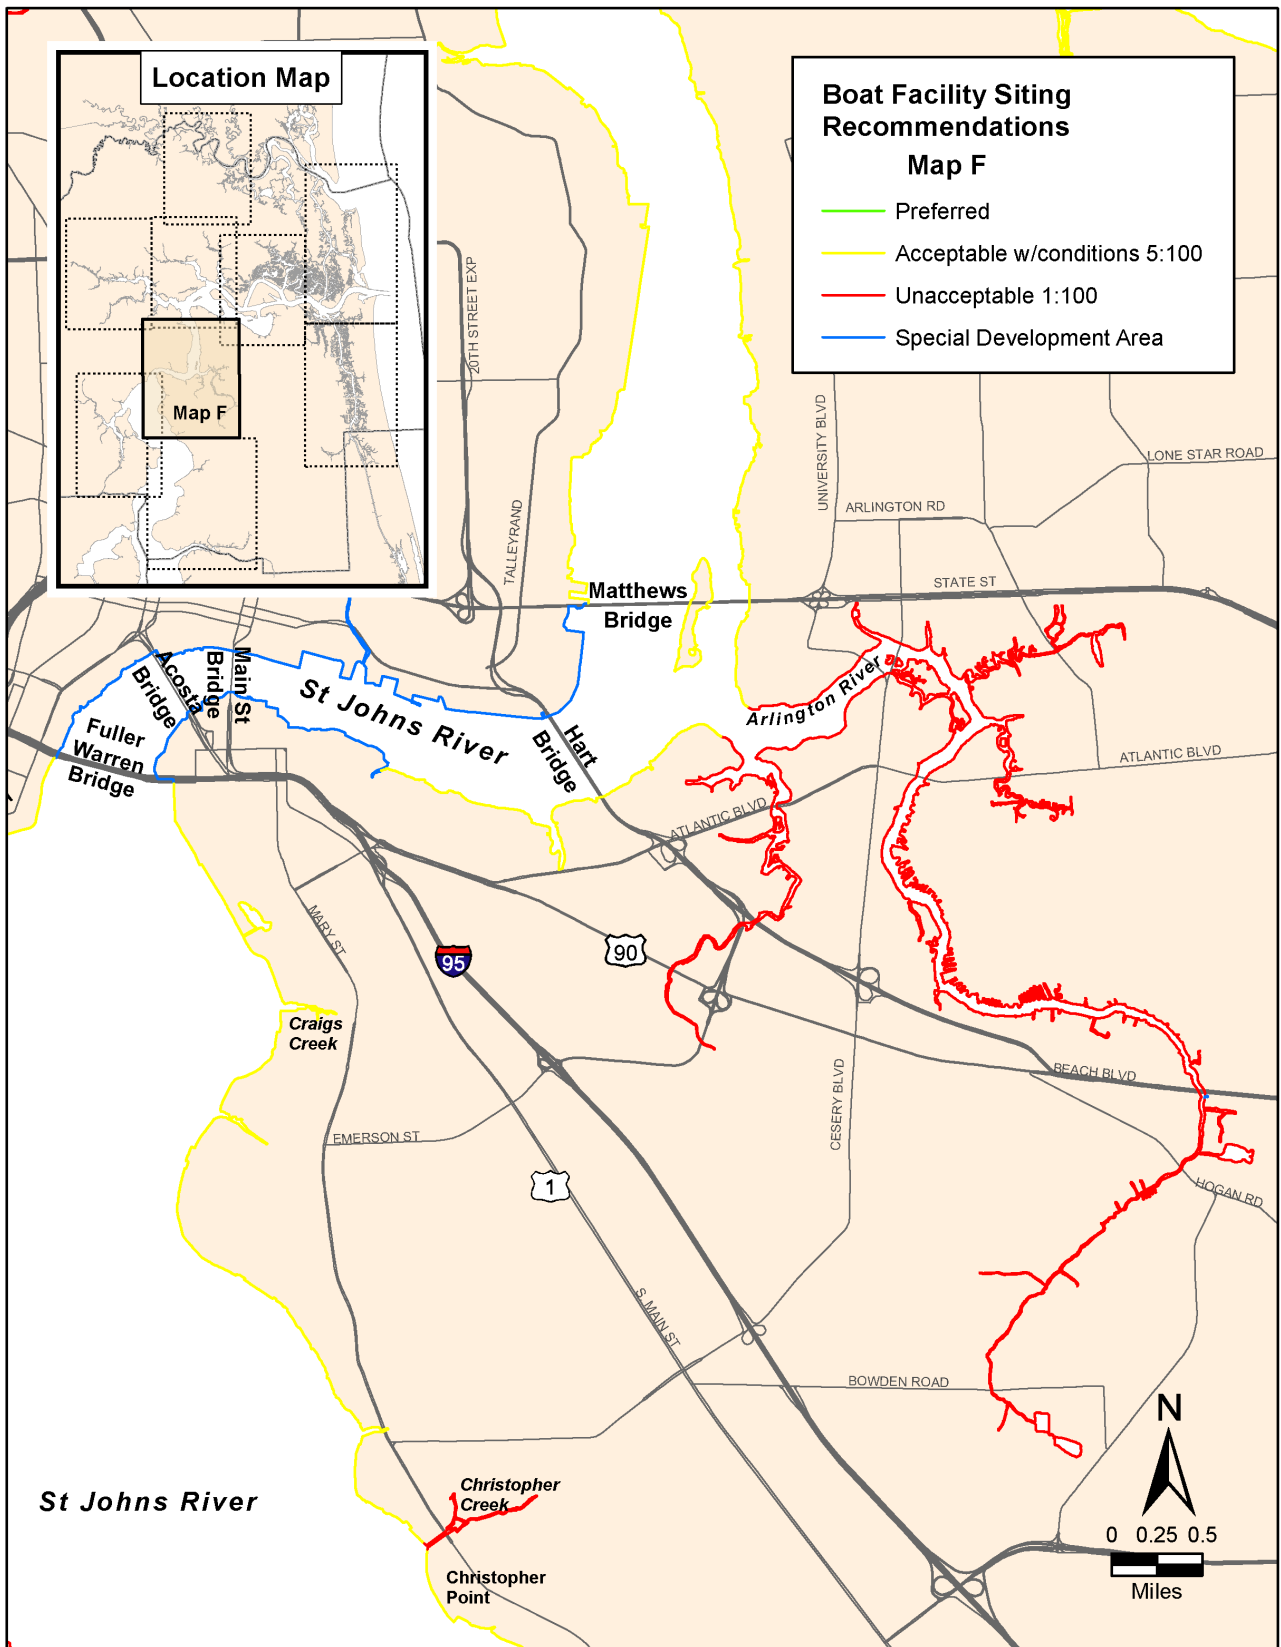 Location Map
Map F
Boat Facility Siting
Recommendations
Map F
Preferred
Acceptable w/conditions 5:100
Unacceptable 1:100
Special Development Area
20TH STREET EXP
TALLEYRAND
UNIVERSITY BLVD
LONE STAR ROAD
ARLINGTON RD
STATE ST
Matthews
Bridge
Acosta
Bridge
Main St
Bridge
St Johns River
Arlington River
Fuller
Warren
Bridge
Hart
Bridge
ATLANTIC BLVD
ATLANTIC BLVD
MARY ST
95
90
Craigs
Creek
BEACH BLVD
CESERY BLVD
EMERSON ST
1
HOGAN RD
S. MAIN ST
BOWDEN ROAD
N
St Johns River
Christopher
Creek
0 0.25 0.5
Miles
Christopher
Point